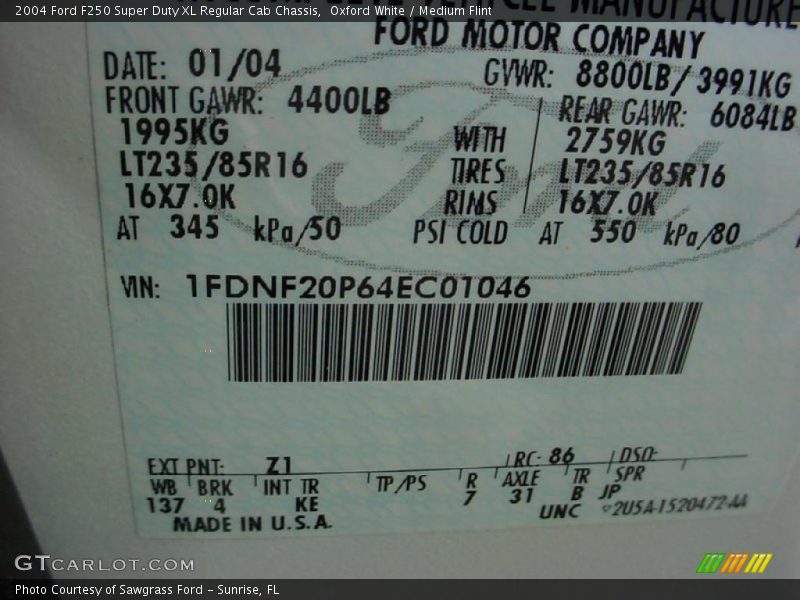 2004 Ford F250 Super Duty XL Regular Cab Chassis, Oxford White / Medium Flint
MANUFACTURE
FORD MOTOR COMPANY
DATE: 01/04 GVWR: 8800LB/3991KG
FRONT GAWR: 4400LB REAR GAWR: 6084LB
1995KG WITH 2759KG
LT235/85R16 TIRES LT235/85R16
16X7.0K RIMS 16X7.0K
AT 345 kPa/50 PSI COLD AT 550 kPa/80
Ford
VIN: 1FDNF20P64EC01046
EXT PNT: Z1 RC: 86 DSO:
WB BRK INT TR TP/PS R AXLE TR SPR
137 4 KE 7 31 B JP
MADE IN U.S.A. UNC 2U5A-1520472-AA
GTCARLOT.COM
Photo Courtesy of Sawgrass Ford - Sunrise, FL